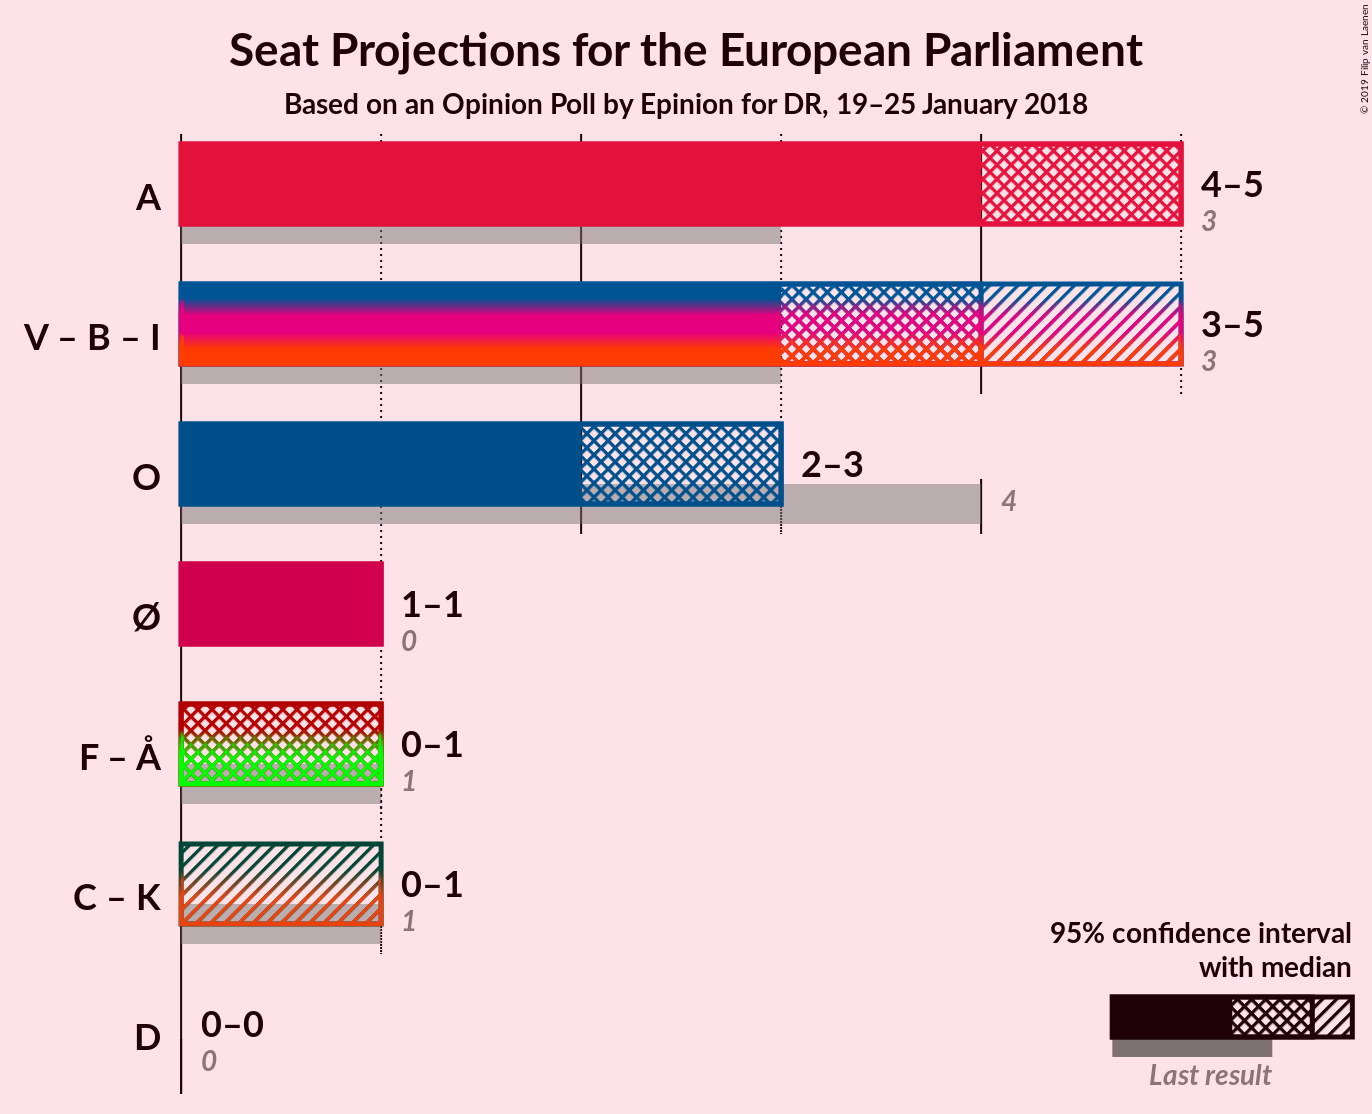 Seat Projections for the European Parliament
Based on an Opinion Poll by Epinion for DR, 19–25 January 2018
© 2019 Filip van Laenen
A
4–5
3
V – B – I
3–5
3
O
2–3
4
Ø
1–1
0
F – Å
0–1
1
C – K
0–1
1
D
0–0
0
95% confidence interval
with median
Last result